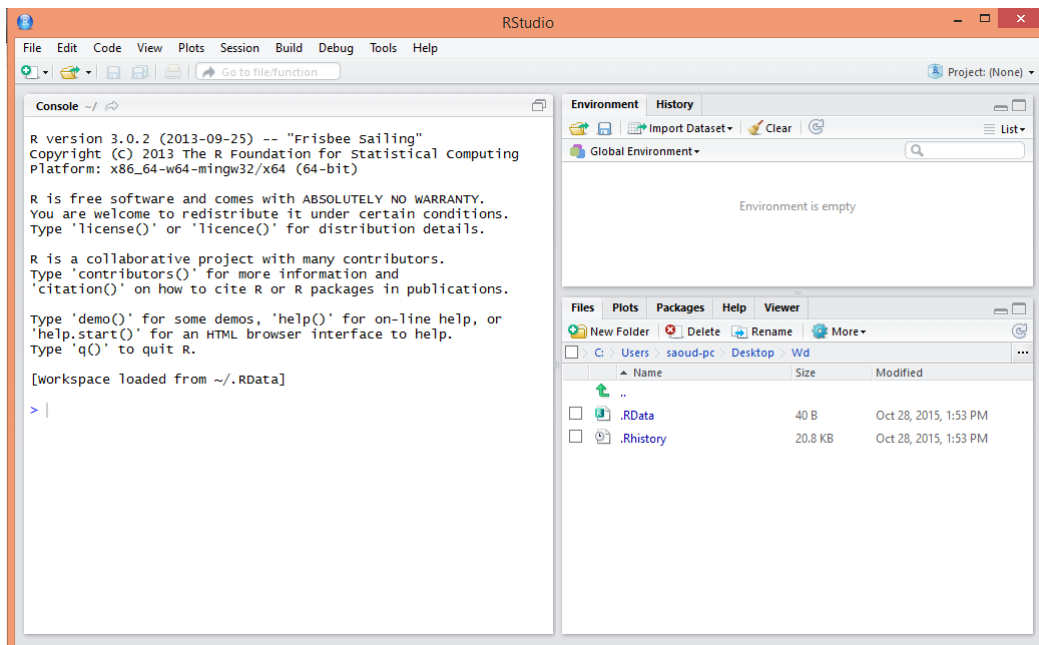 RStudio
File Edit Code View Plots Session Build Debug Tools Help
Go to file/function
Project: (None)
Console ~/
R version 3.0.2 (2013-09-25) -- "Frisbee Sailing"
Copyright (C) 2013 The R Foundation for Statistical Computing
Platform: x86_64-w64-mingw32/x64 (64-bit)
R is free software and comes with ABSOLUTELY NO WARRANTY.
You are welcome to redistribute it under certain conditions.
Type 'license()' or 'licence()' for distribution details.
R is a collaborative project with many contributors.
Type 'contributors()' for more information and
'citation()' on how to cite R or R packages in publications.
Type 'demo()' for some demos, 'help()' for on-line help, or
'help.start()' for an HTML browser interface to help.
Type 'q()' to quit R.
[Workspace loaded from ~/.RData]
>
Environment History
Import Dataset Clear List
Global Environment
Environment is empty
Files Plots Packages Help Viewer
New Folder Delete Rename More
C: Users saoud-pc Desktop Wd ...
Name Size Modified
..
.RData 40 B Oct 28, 2015, 1:53 PM
.Rhistory 20.8 KB Oct 28, 2015, 1:53 PM